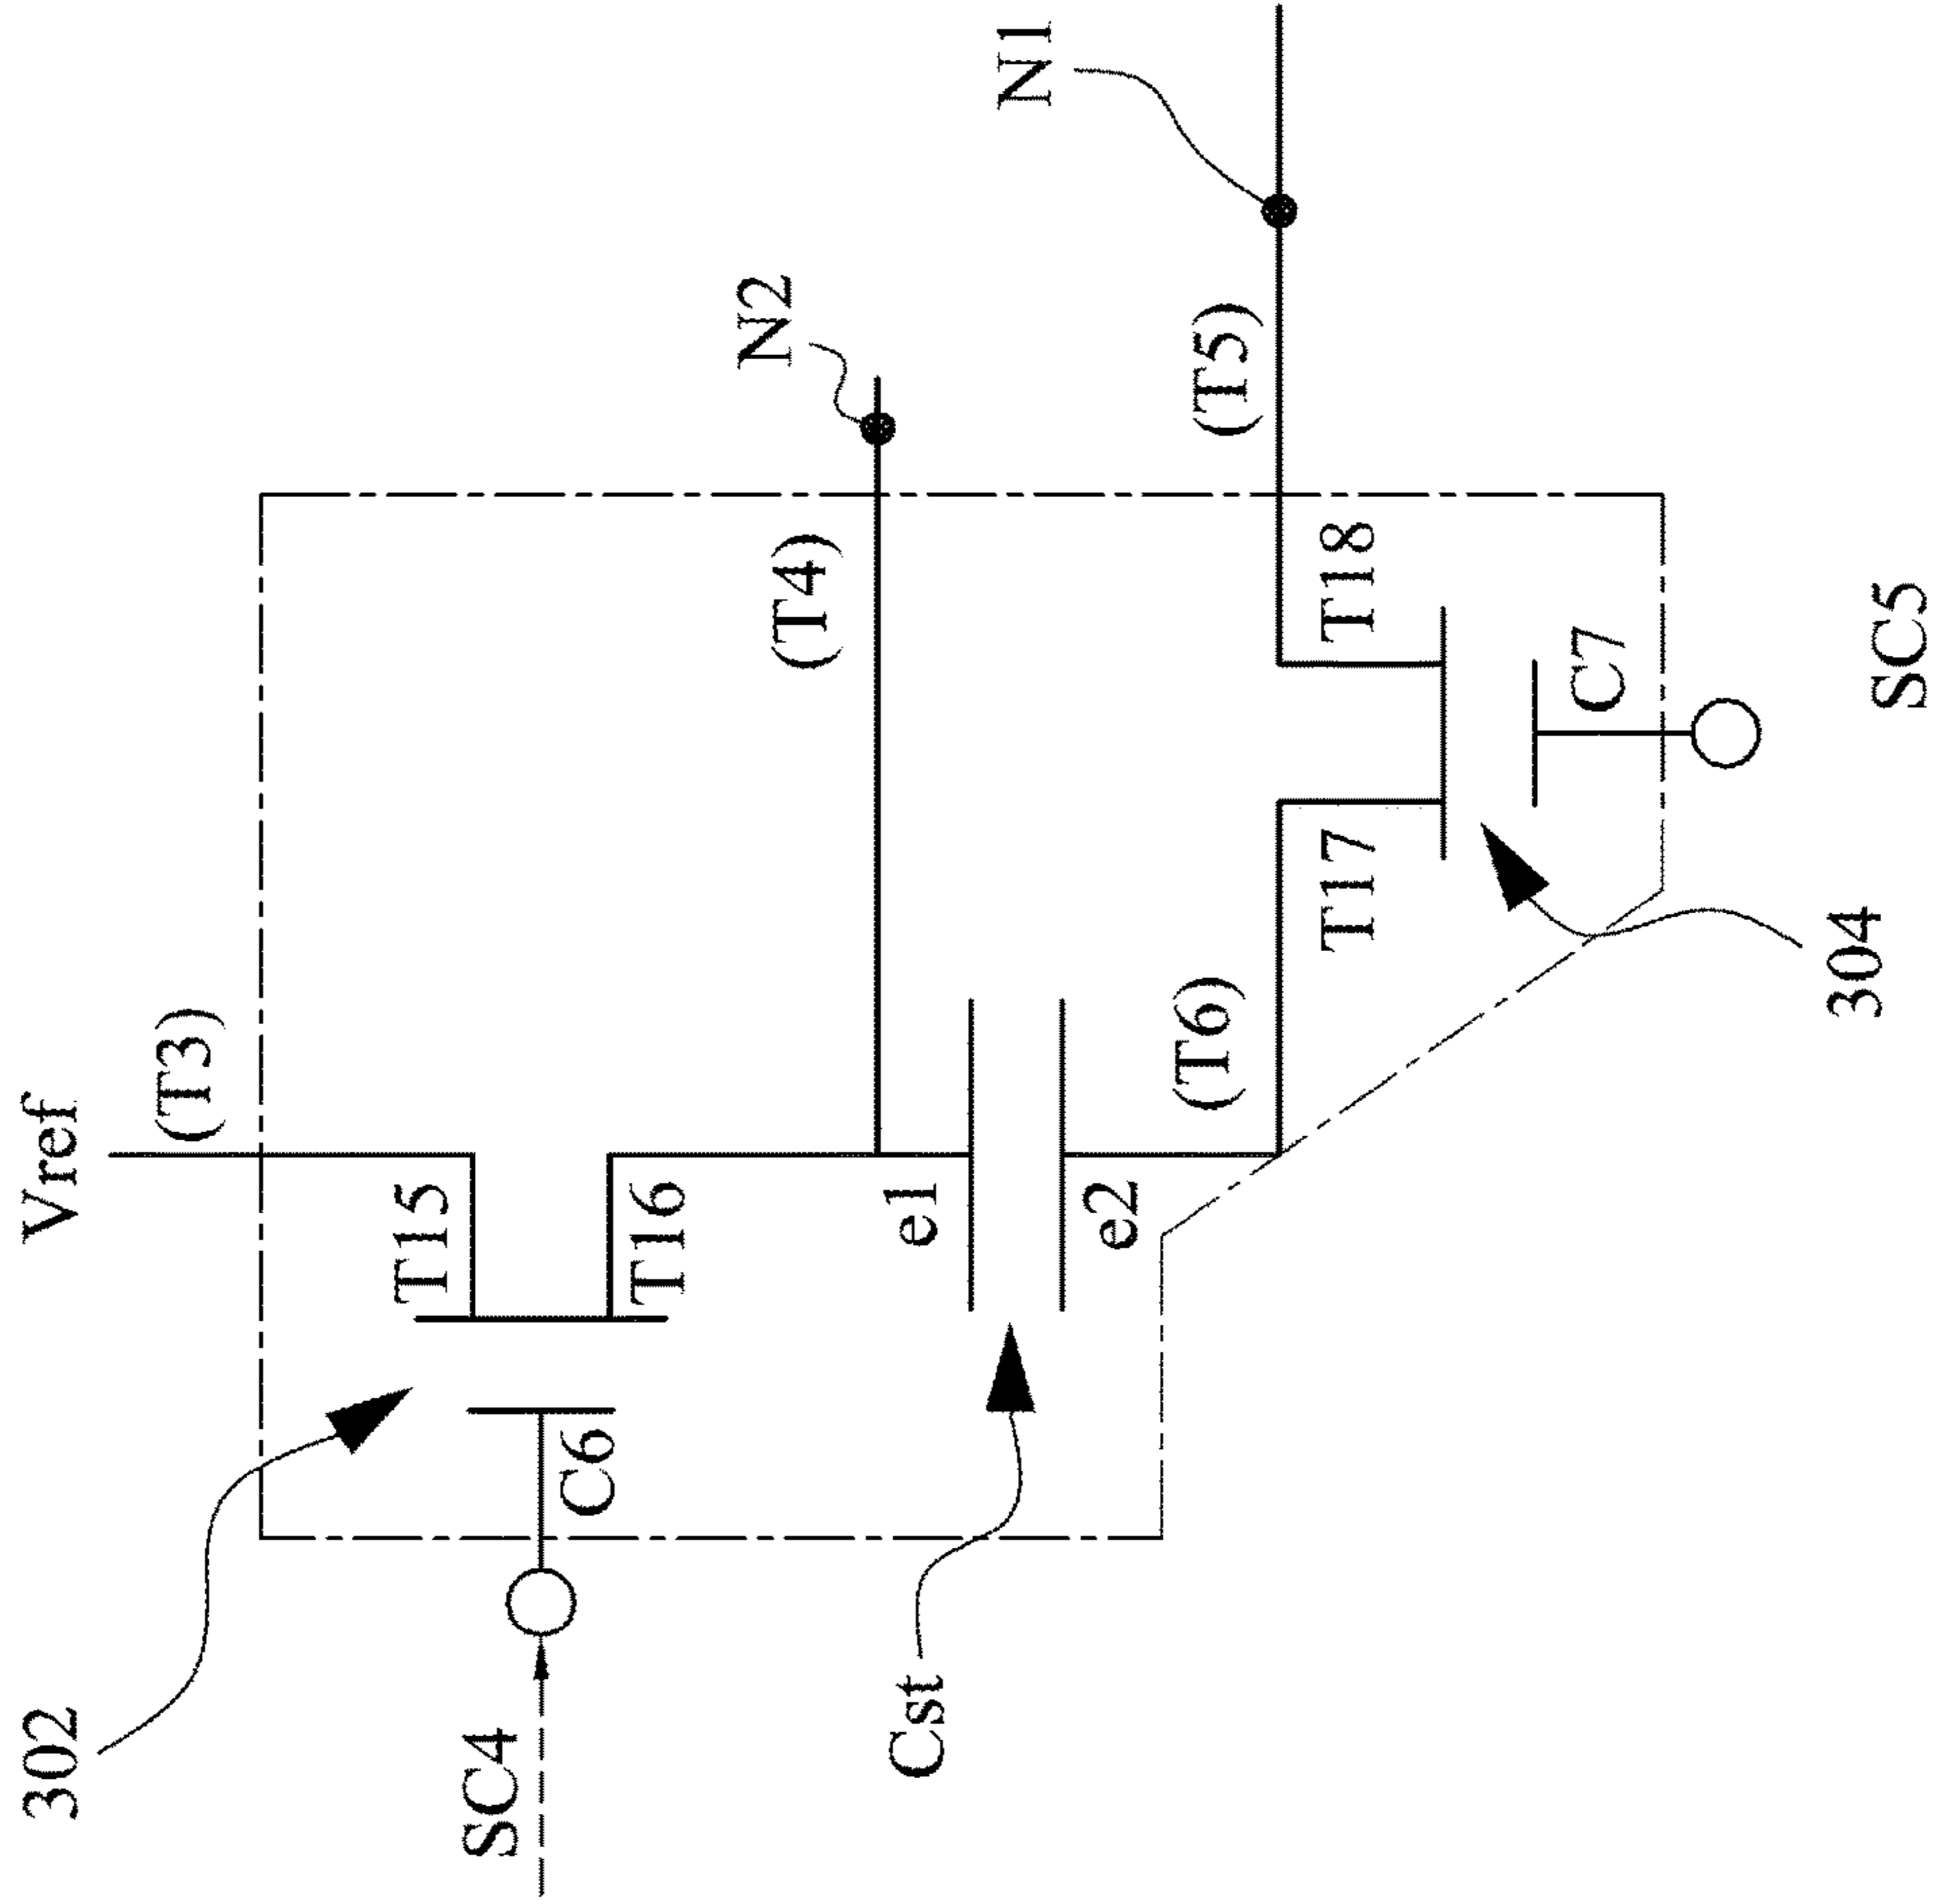 302
SC4
Cst
C6
Vref
(T3)
T15
T16
e1
e2
(T6)
T17
304
(T4)
T18
C7
SC5
N2
(T5)
N1